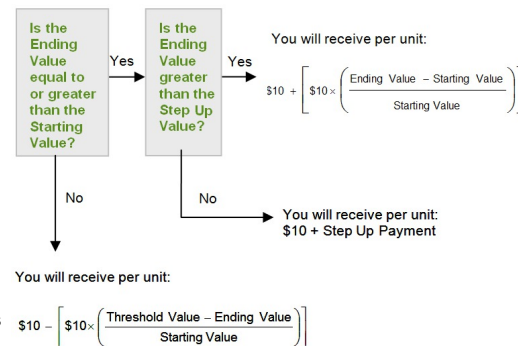 Is the
Ending
Value
equal to
or greater
than the
Starting
Value?
Yes
Is the
Ending
Value
greater
than the
Step Up
Value?
Yes
You will receive per unit:
$10 + [ $10 × ( Ending Value – Starting Value
Starting Value ) ]
No
No
You will receive per unit:
$10 + Step Up Payment
You will receive per unit:
$10 – [ $10× ( Threshold Value – Ending Value
Starting Value ) ]